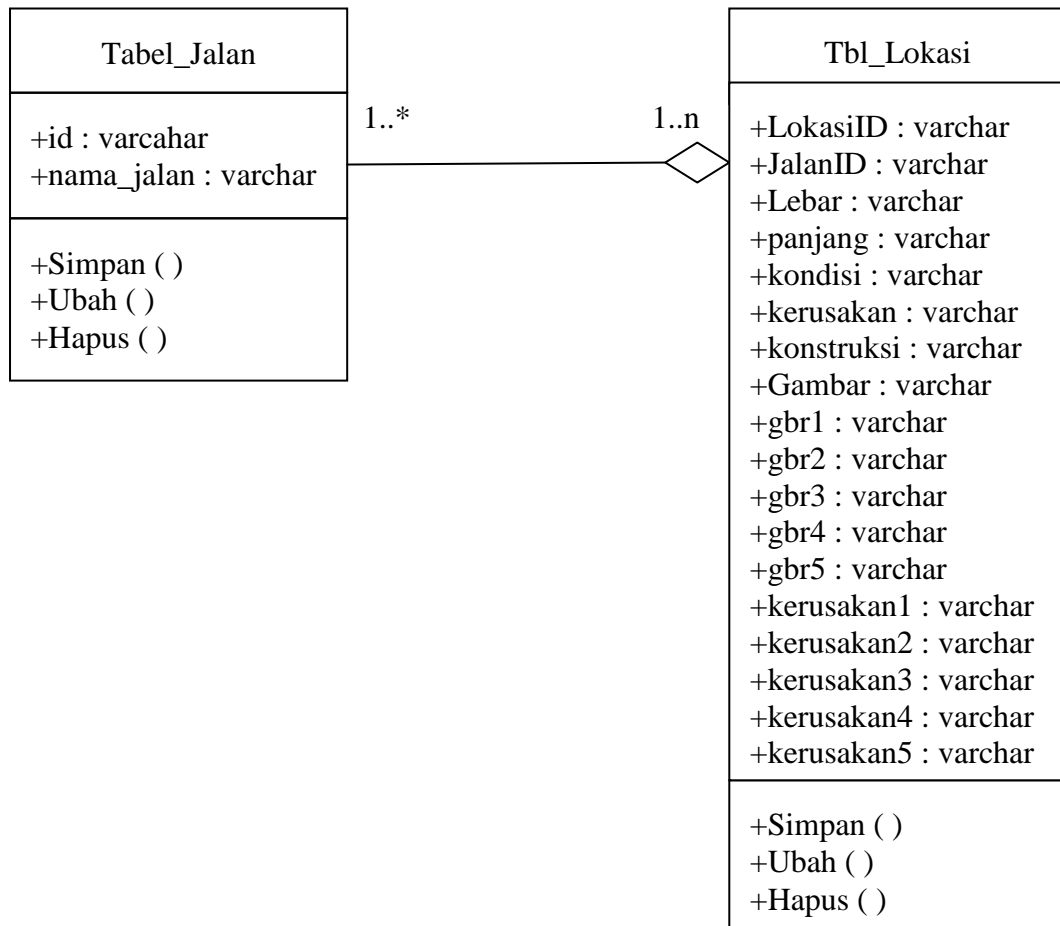 Tabel_Jalan
+id : varcahar
+nama_jalan : varchar
+Simpan ( )
+Ubah ( )
+Hapus ( )
1..*
1..n
Tbl_Lokasi
+LokasiID : varchar
+JalanID : varchar
+Lebar : varchar
+panjang : varchar
+kondisi : varchar
+kerusakan : varchar
+konstruksi : varchar
+Gambar : varchar
+gbr1 : varchar
+gbr2 : varchar
+gbr3 : varchar
+gbr4 : varchar
+gbr5 : varchar
+kerusakan1 : varchar
+kerusakan2 : varchar
+kerusakan3 : varchar
+kerusakan4 : varchar
+kerusakan5 : varchar
+Simpan ( )
+Ubah ( )
+Hapus ( )